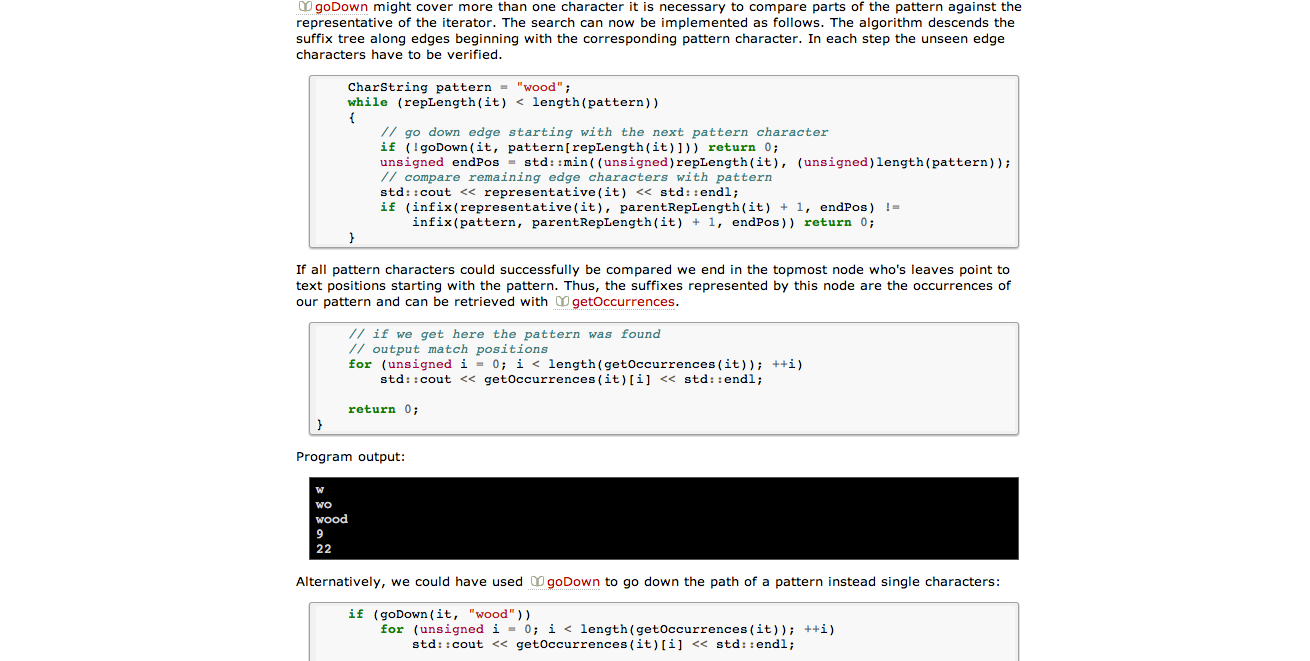 goDown might cover more than one character it is necessary to compare parts of the pattern against the
representative of the iterator. The search can now be implemented as follows. The algorithm descends the
suffix tree along edges beginning with the corresponding pattern character. In each step the unseen edge
characters have to be verified.
CharString pattern = "wood";
while (repLength(it) < length(pattern))
{
// go down edge starting with the next pattern character
if (!goDown(it, pattern[repLength(it)])) return 0;
unsigned endPos = std::min((unsigned)repLength(it), (unsigned)length(pattern));
// compare remaining edge characters with pattern
std::cout << representative(it) << std::endl;
if (infix(representative(it), parentRepLength(it) + 1, endPos) !=
infix(pattern, parentRepLength(it) + 1, endPos)) return 0;
}
If all pattern characters could successfully be compared we end in the topmost node who's leaves point to
text positions starting with the pattern. Thus, the suffixes represented by this node are the occurrences of
our pattern and can be retrieved with getOccurrences.
// if we get here the pattern was found
// output match positions
for (unsigned i = 0; i < length(getOccurrences(it)); ++i)
std::cout << getOccurrences(it)[i] << std::endl;
return 0;
}
Program output:
w
wo
wood
9
22
Alternatively, we could have used goDown to go down the path of a pattern instead single characters:
if (goDown(it, "wood"))
for (unsigned i = 0; i < length(getOccurrences(it)); ++i)
std::cout << getOccurrences(it)[i] << std::endl;